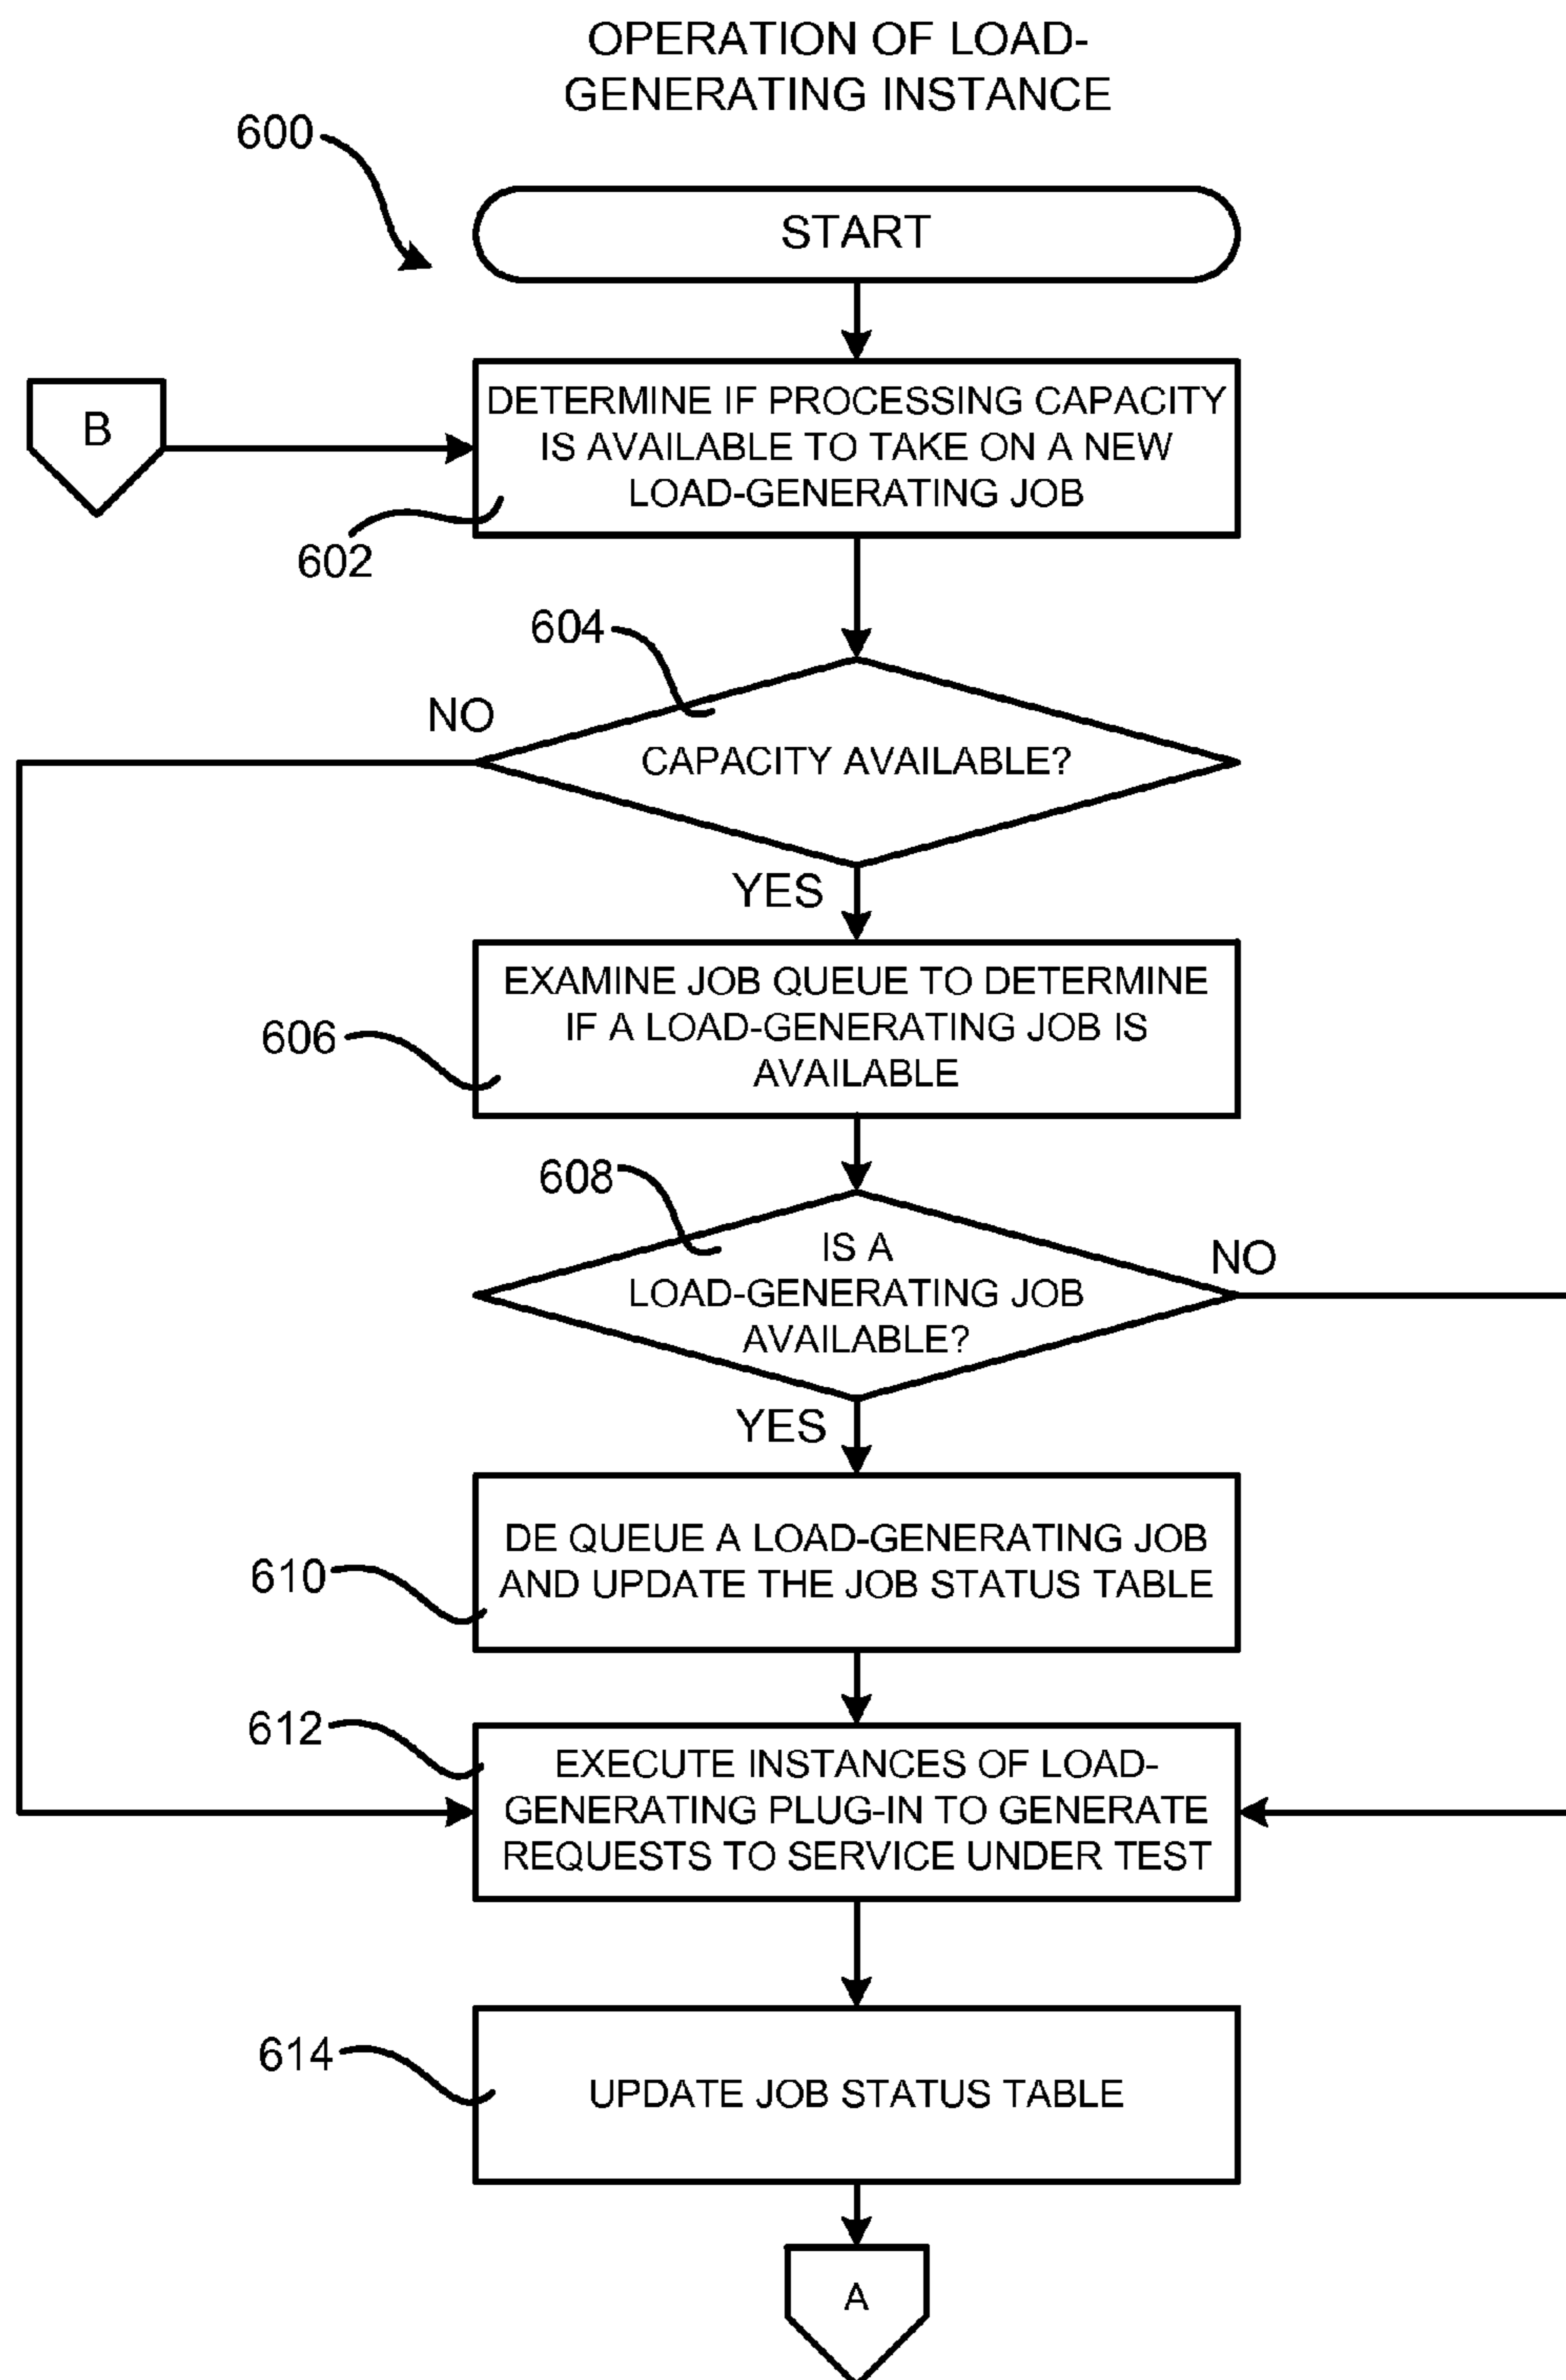 OPERATION OF LOAD-
GENERATING INSTANCE
600
START
B
DETERMINE IF PROCESSING CAPACITY
IS AVAILABLE TO TAKE ON A NEW
LOAD-GENERATING JOB
602
604
NO
CAPACITY AVAILABLE?
YES
EXAMINE JOB QUEUE TO DETERMINE
IF A LOAD-GENERATING JOB IS
AVAILABLE
606
608
IS A
LOAD-GENERATING JOB
AVAILABLE?
NO
YES
DE QUEUE A LOAD-GENERATING JOB
AND UPDATE THE JOB STATUS TABLE
610
612
EXECUTE INSTANCES OF LOAD-
GENERATING PLUG-IN TO GENERATE
REQUESTS TO SERVICE UNDER TEST
614
UPDATE JOB STATUS TABLE
A